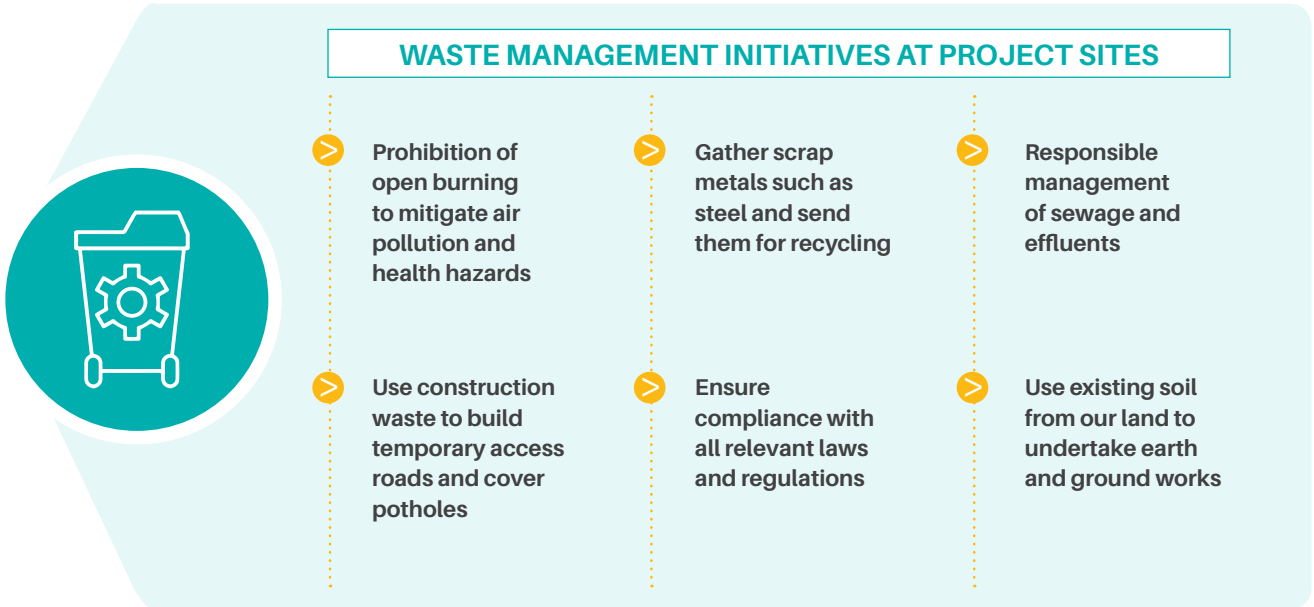 WASTE MANAGEMENT INITIATIVES AT PROJECT SITES
Prohibition of
open burning
to mitigate air
pollution and
health hazards
Gather scrap
metals such as
steel and send
them for recycling
Responsible
management
of sewage and
effluents
Use construction
waste to build
temporary access
roads and cover
potholes
Ensure
compliance with
all relevant laws
and regulations
Use existing soil
from our land to
undertake earth
and ground works